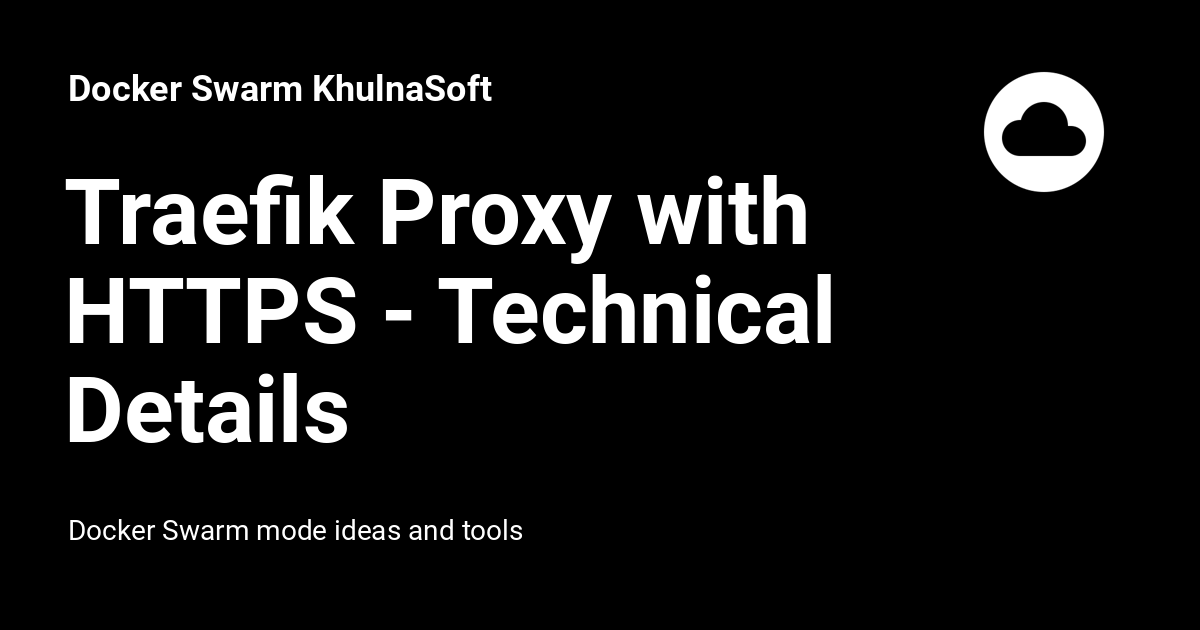 Docker Swarm KhulnaSoft
Traefik Proxy with
HTTPS - Technical
Details
Docker Swarm mode ideas and tools